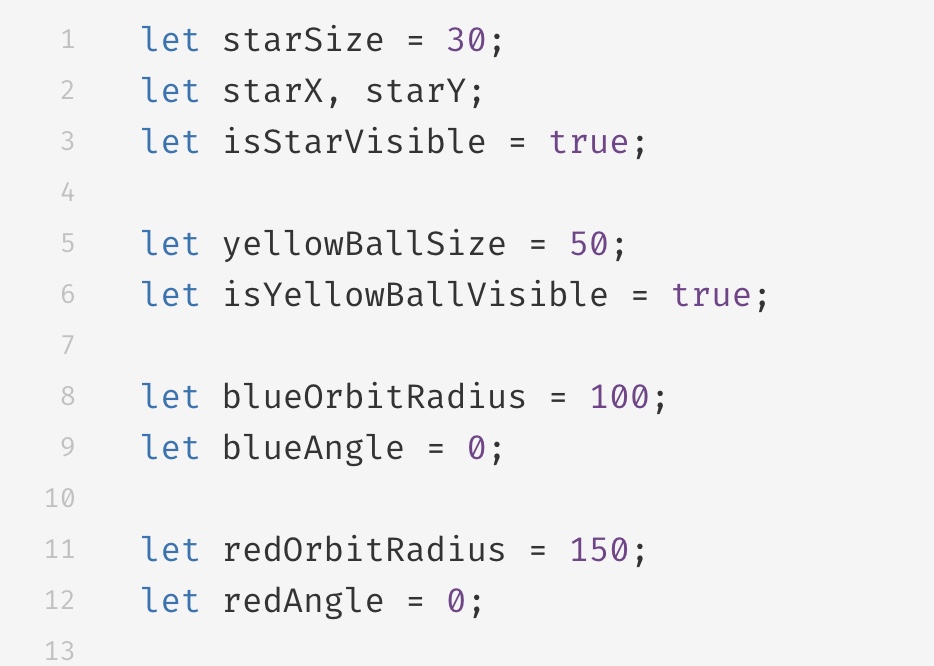 1 let starSize = 30;
2 let starX, starY;
3 let isStarVisible = true;
4
5 let yellowBallSize = 50;
6 let isYellowBallVisible = true;
7
8 let blueOrbitRadius = 100;
9 let blueAngle = 0;
10
11 let redOrbitRadius = 150;
12 let redAngle = 0;
13